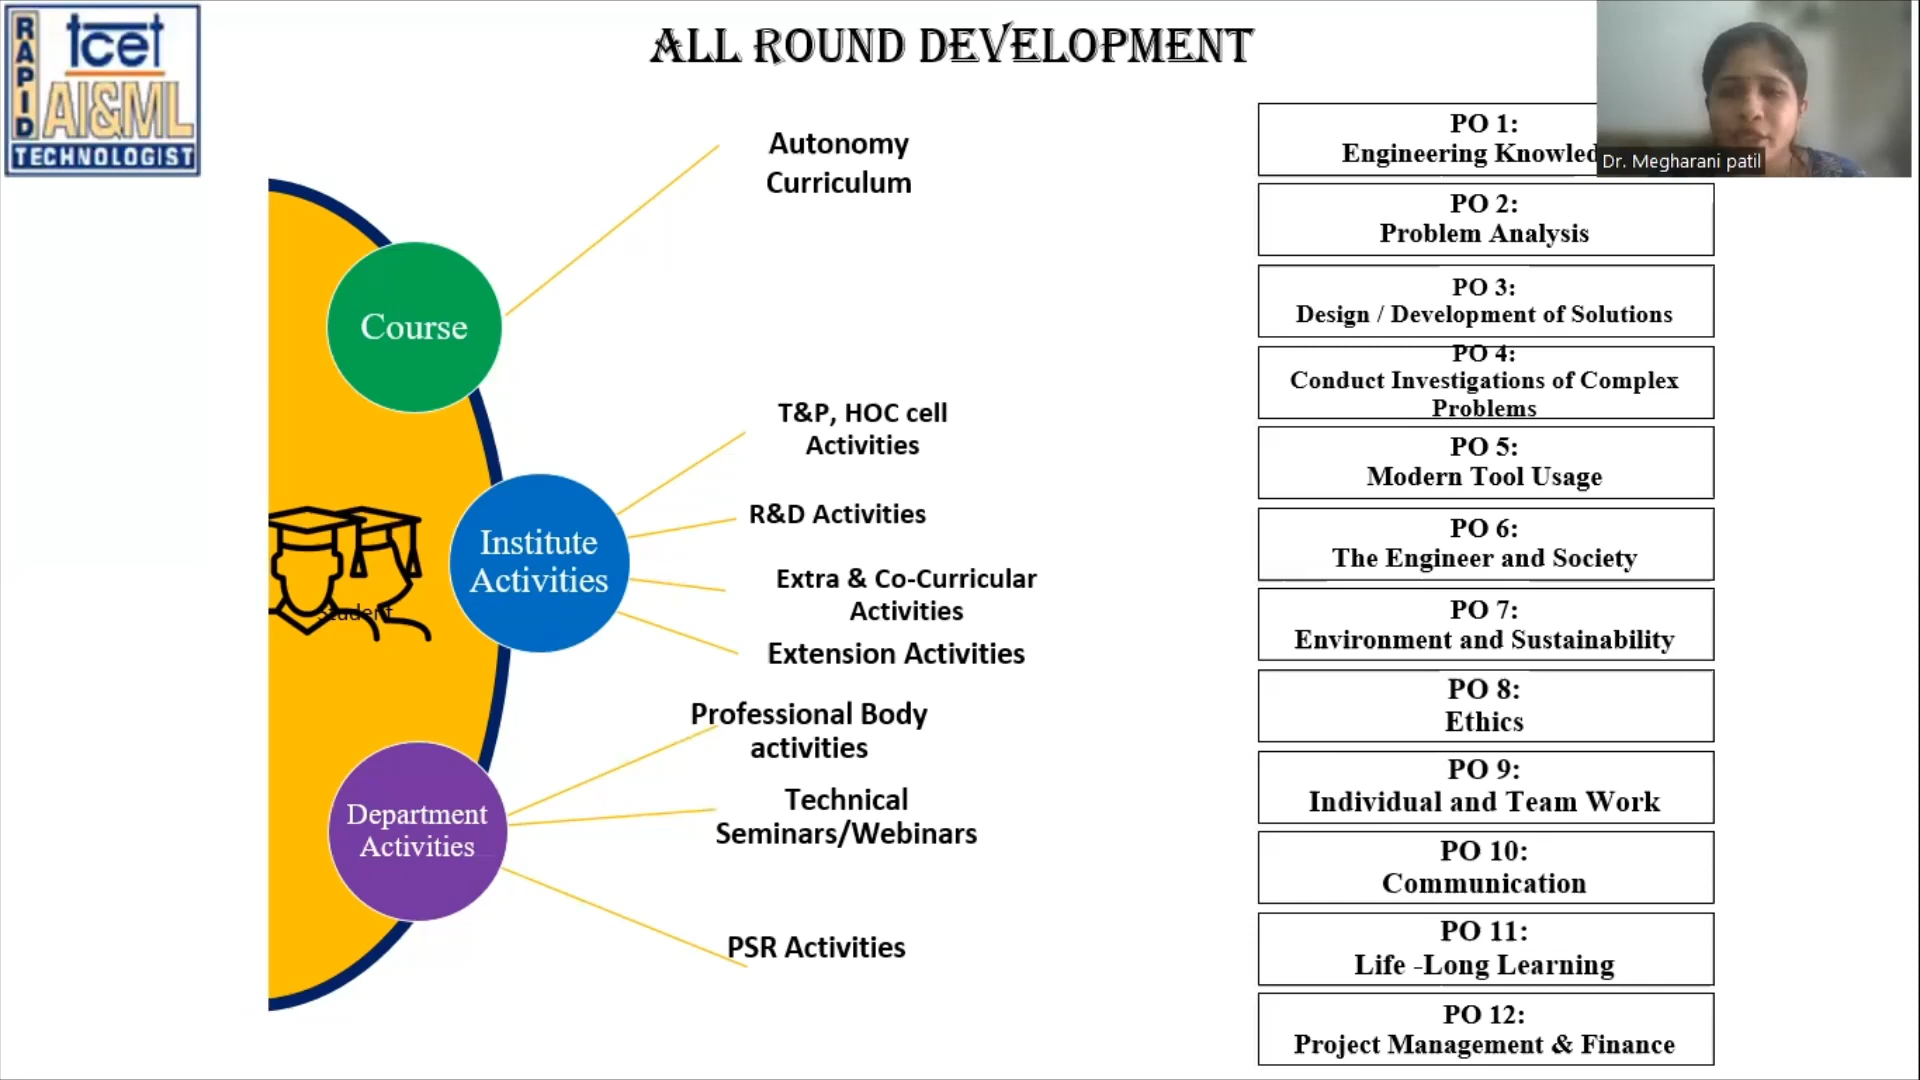 RAPID
tcet
AI&ML
TECHNOLOGIST
ALL ROUND DEVELOPMENT
Dr. Megharani patil
Course
Autonomy
Curriculum
Student
Institute
Activities
T&P, HOC cell
Activities
R&D Activities
Extra & Co-Curricular
Activities
Extension Activities
Department
Activities
Professional Body
activities
Technical
Seminars/Webinars
PSR Activities
PO 1:
Engineering Knowled
PO 2:
Problem Analysis
PO 3:
Design / Development of Solutions
PO 4:
Conduct Investigations of Complex
Problems
PO 5:
Modern Tool Usage
PO 6:
The Engineer and Society
PO 7:
Environment and Sustainability
PO 8:
Ethics
PO 9:
Individual and Team Work
PO 10:
Communication
PO 11:
Life -Long Learning
PO 12:
Project Management & Finance